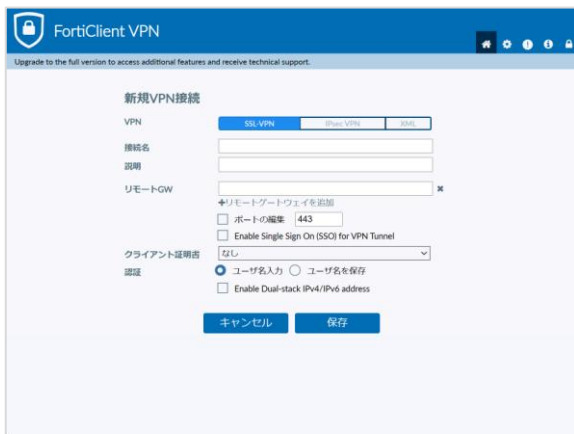 FortiClient VPN
Upgrade to the full version to access additional features and receive technical support.
新規VPN接続
VPN SSL-VPN IPsec VPN XML
接続名
説明
リモートGW
✚リモートゲートウェイを追加
ポートの編集 443
Enable Single Sign On (SSO) for VPN Tunnel
クライアント証明書 なし
認証 ユーザ名入力 ユーザ名を保存
Enable Dual-stack IPv4/IPv6 address
キャンセル 保存